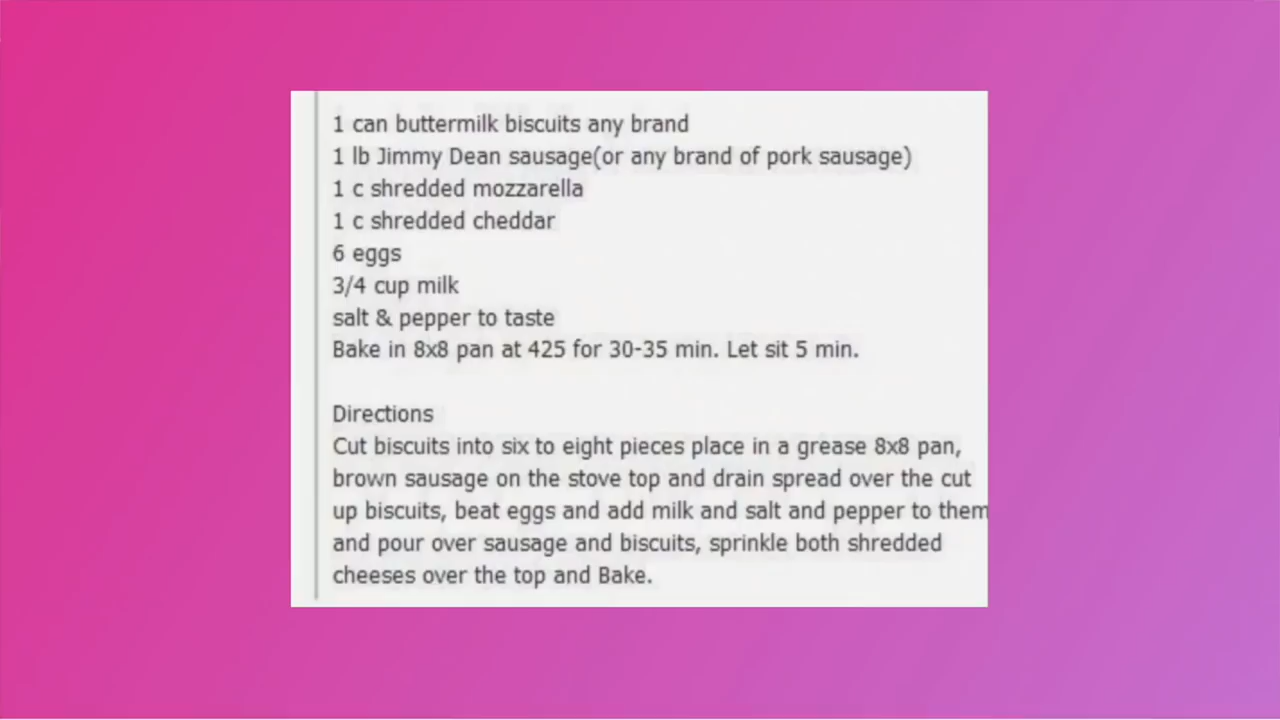 1 can buttermilk biscuits any brand
1 lb Jimmy Dean sausage(or any brand of pork sausage)
1 c shredded mozzarella
1 c shredded cheddar
6 eggs
3/4 cup milk
salt & pepper to taste
Bake in 8x8 pan at 425 for 30-35 min. Let sit 5 min.
Directions
Cut biscuits into six to eight pieces place in a grease 8x8 pan,
brown sausage on the stove top and drain spread over the cut
up biscuits, beat eggs and add milk and salt and pepper to them
and pour over sausage and biscuits, sprinkle both shredded
cheeses over the top and Bake.